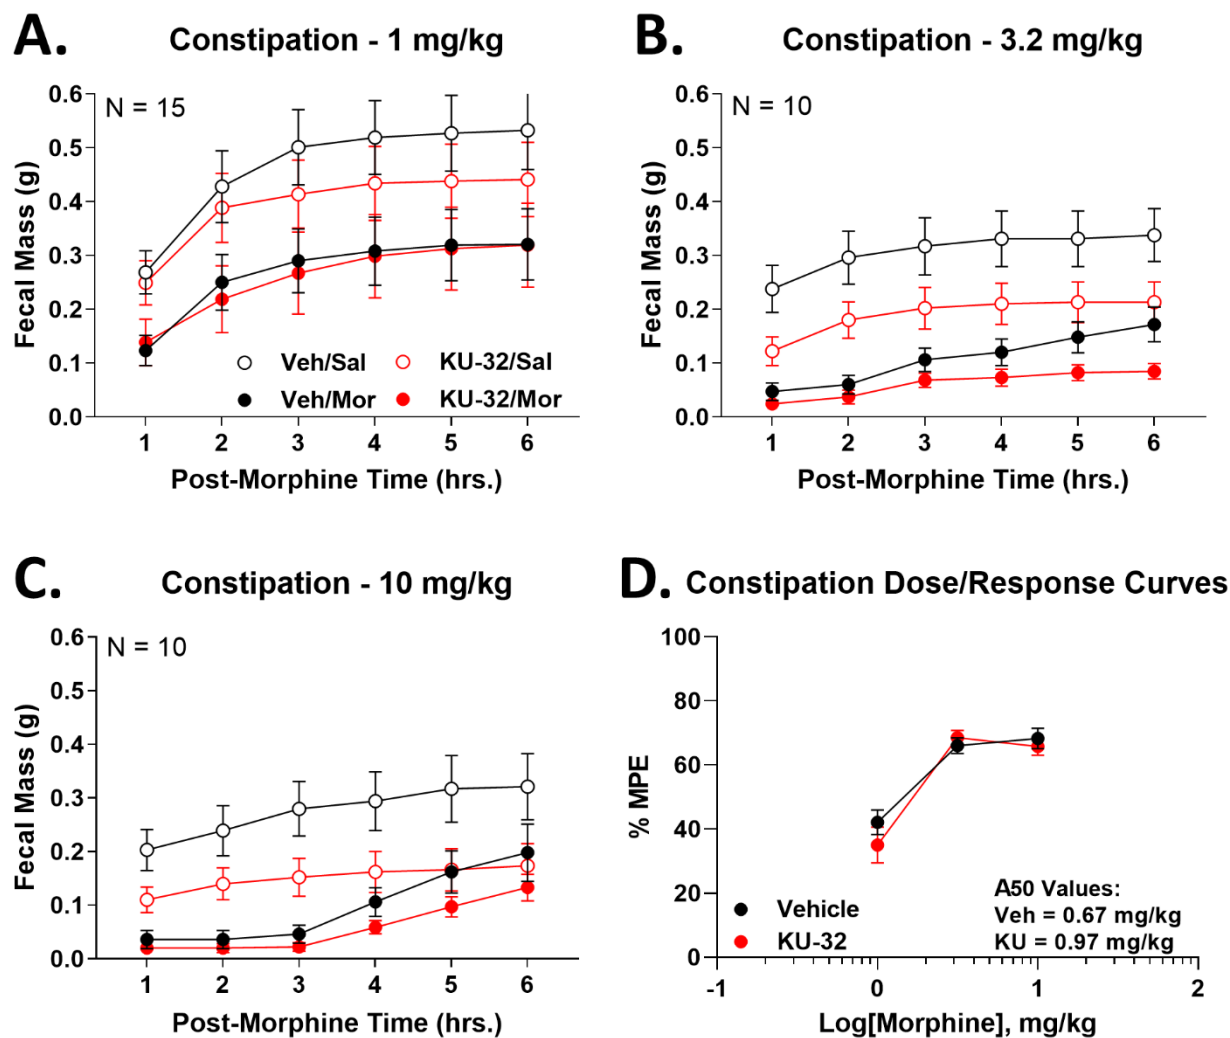 A. Constipation - 1 mg/kg
N = 15
Fecal Mass (g)
0.6
0.5
0.4
0.3
0.2
0.1
0.0
Veh/Sal
KU-32/Sal
Veh/Mor
KU-32/Mor
1 2 3 4 5 6
Post-Morphine Time (hrs.)
B. Constipation - 3.2 mg/kg
N = 10
Fecal Mass (g)
0.6
0.5
0.4
0.3
0.2
0.1
0.0
1 2 3 4 5 6
Post-Morphine Time (hrs.)
C. Constipation - 10 mg/kg
N = 10
Fecal Mass (g)
0.6
0.5
0.4
0.3
0.2
0.1
0.0
1 2 3 4 5 6
Post-Morphine Time (hrs.)
D. Constipation Dose/Response Curves
% MPE
100
80
60
40
20
0
Vehicle
KU-32
A50 Values:
Veh = 0.67 mg/kg
KU = 0.97 mg/kg
-1 0 1 2
Log[Morphine], mg/kg